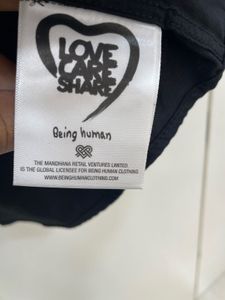 LOVE
CARE
SHARE
Being human
THE MANDHANA RETAIL VENTURES LIMITED.
IS THE GLOBAL LICENSEE FOR BEING HUMAN CLOTHING
WWW.BEINGHUMANCLOTHING.COM